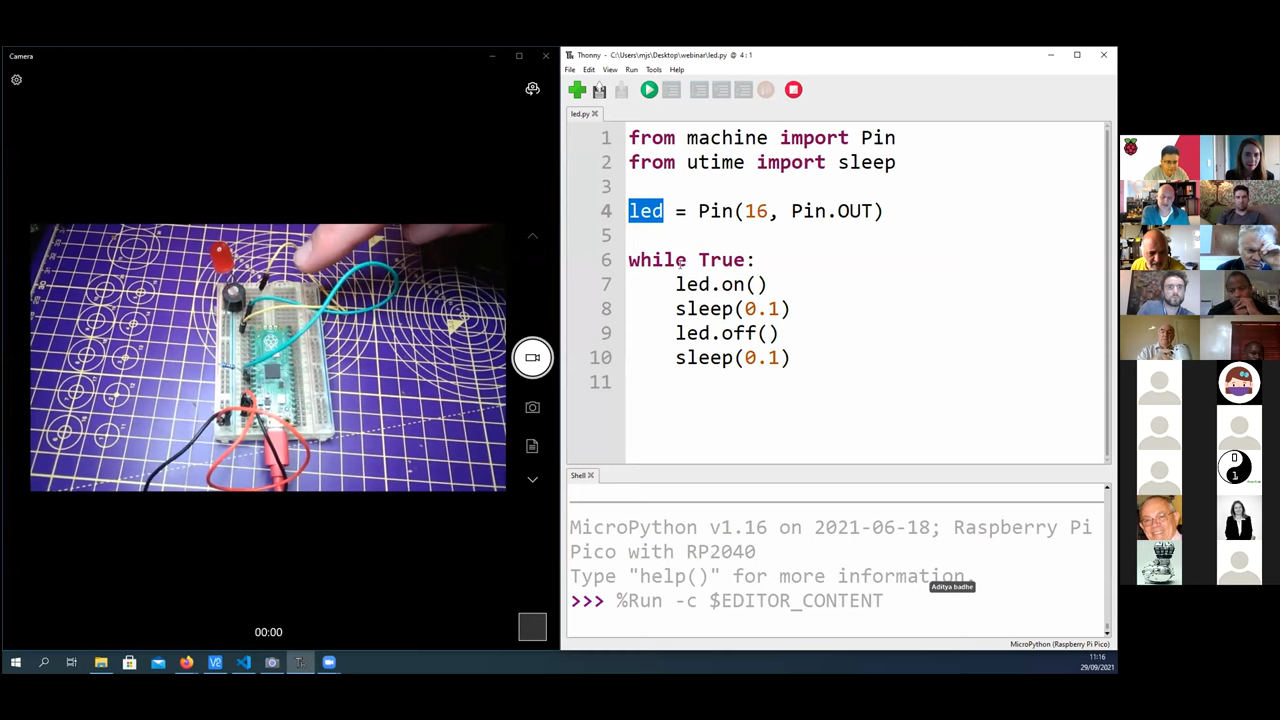 Camera
Thonny - C:\Users\mjs\Desktop\webinar\led.py @ 4:1
File Edit View Run Tools Help
led.py
1 from machine import Pin
2 from utime import sleep
3
4 led = Pin(16, Pin.OUT)
5
6 while True:
7 led.on()
8 sleep(0.1)
9 led.off()
10 sleep(0.1)
11
Shell
MicroPython v1.16 on 2021-06-18; Raspberry Pi
Pico with RP2040
Type "help()" for more information.
Aditya badhe
>>> %Run -c $EDITOR_CONTENT
00:00
MicroPython (Raspberry Pi Pico)
11:16
29/09/2021
0
1